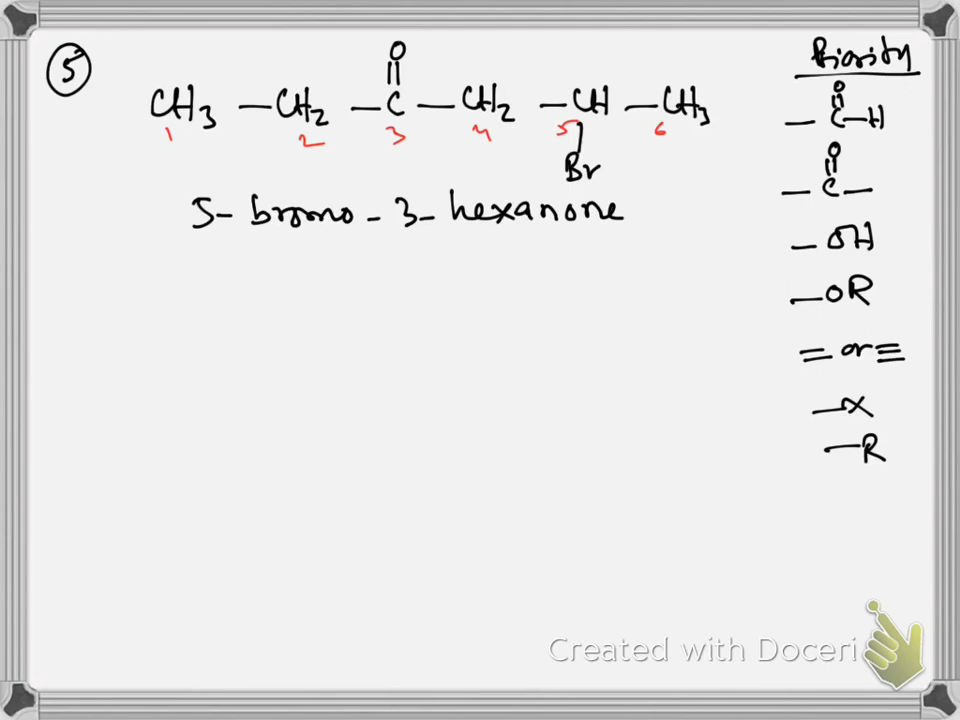 5
O
CH3 — CH2 — C — CH2 — CH — CH3
1 2 3 4 5 6
Br
5- bromo - 3- hexanone
Priority
O
— C—H
O
— C —
— OH
— OR
= or ≡
— X
— R
Created with Doceri